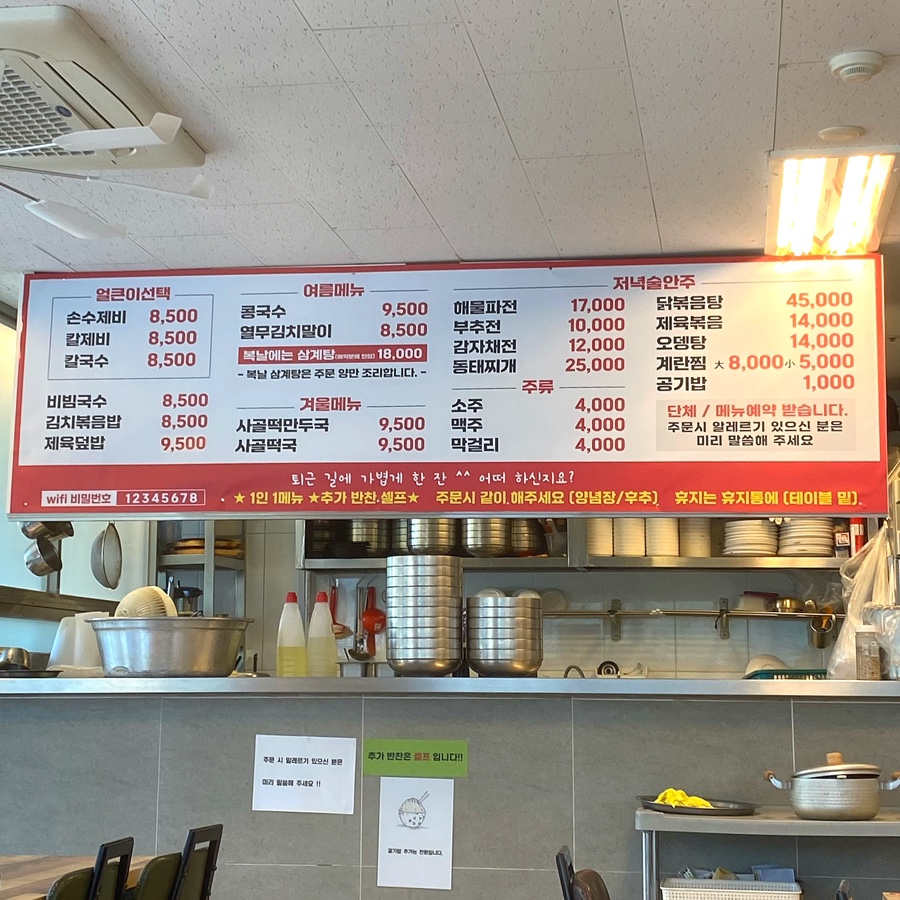 얼큰이선택
손수제비 8,500
칼제비 8,500
칼국수 8,500
비빔국수 8,500
김치볶음밥 8,500
제육덮밥 9,500
여름메뉴
콩국수 9,500
열무김치말이 8,500
복날에는 삼계탕 18,000
- 복날 삼계탕은 주문 양만 조리합니다. -
겨울메뉴
사골떡만두국 9,500
사골떡국 9,500
저녁술안주
해물파전 17,000
부추전 10,000
감자채전 12,000
동태찌개 25,000
주류
소주 4,000
맥주 4,000
막걸리 4,000
닭볶음탕 45,000
제육볶음 14,000
오뎅탕 14,000
계란찜 大 8,000 小 5,000
공기밥 1,000
단체 / 메뉴예약 받습니다.
주문시 알레르기 있으신 분은
미리 말씀해 주세요
퇴근 길에 가볍게 한 잔 ^^ 어떠 하신지요?
wifi 비밀번호 12345678
★ 1인 1메뉴 ★추가 반찬.셀프★ 주문시 같이.해주세요 (양념장/후추) 휴지는 휴지통에 (테이블 밑)
주문 시 알레르기 있으신 분은
미리 말씀해 주세요 !!
추가 반찬은 셀프 입니다!!
공기밥 추가는 천원입니다.